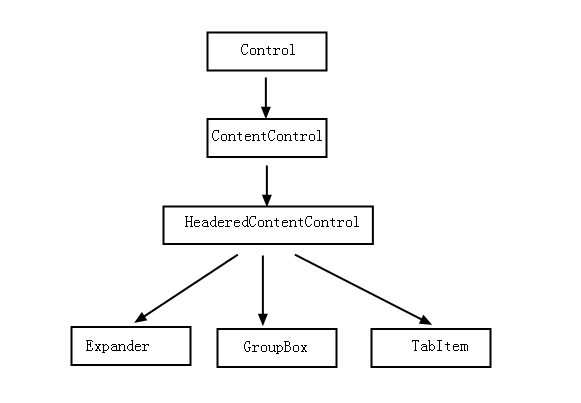 Control
ContentControl
HeaderedContentControl
Expander
GroupBox
TabItem